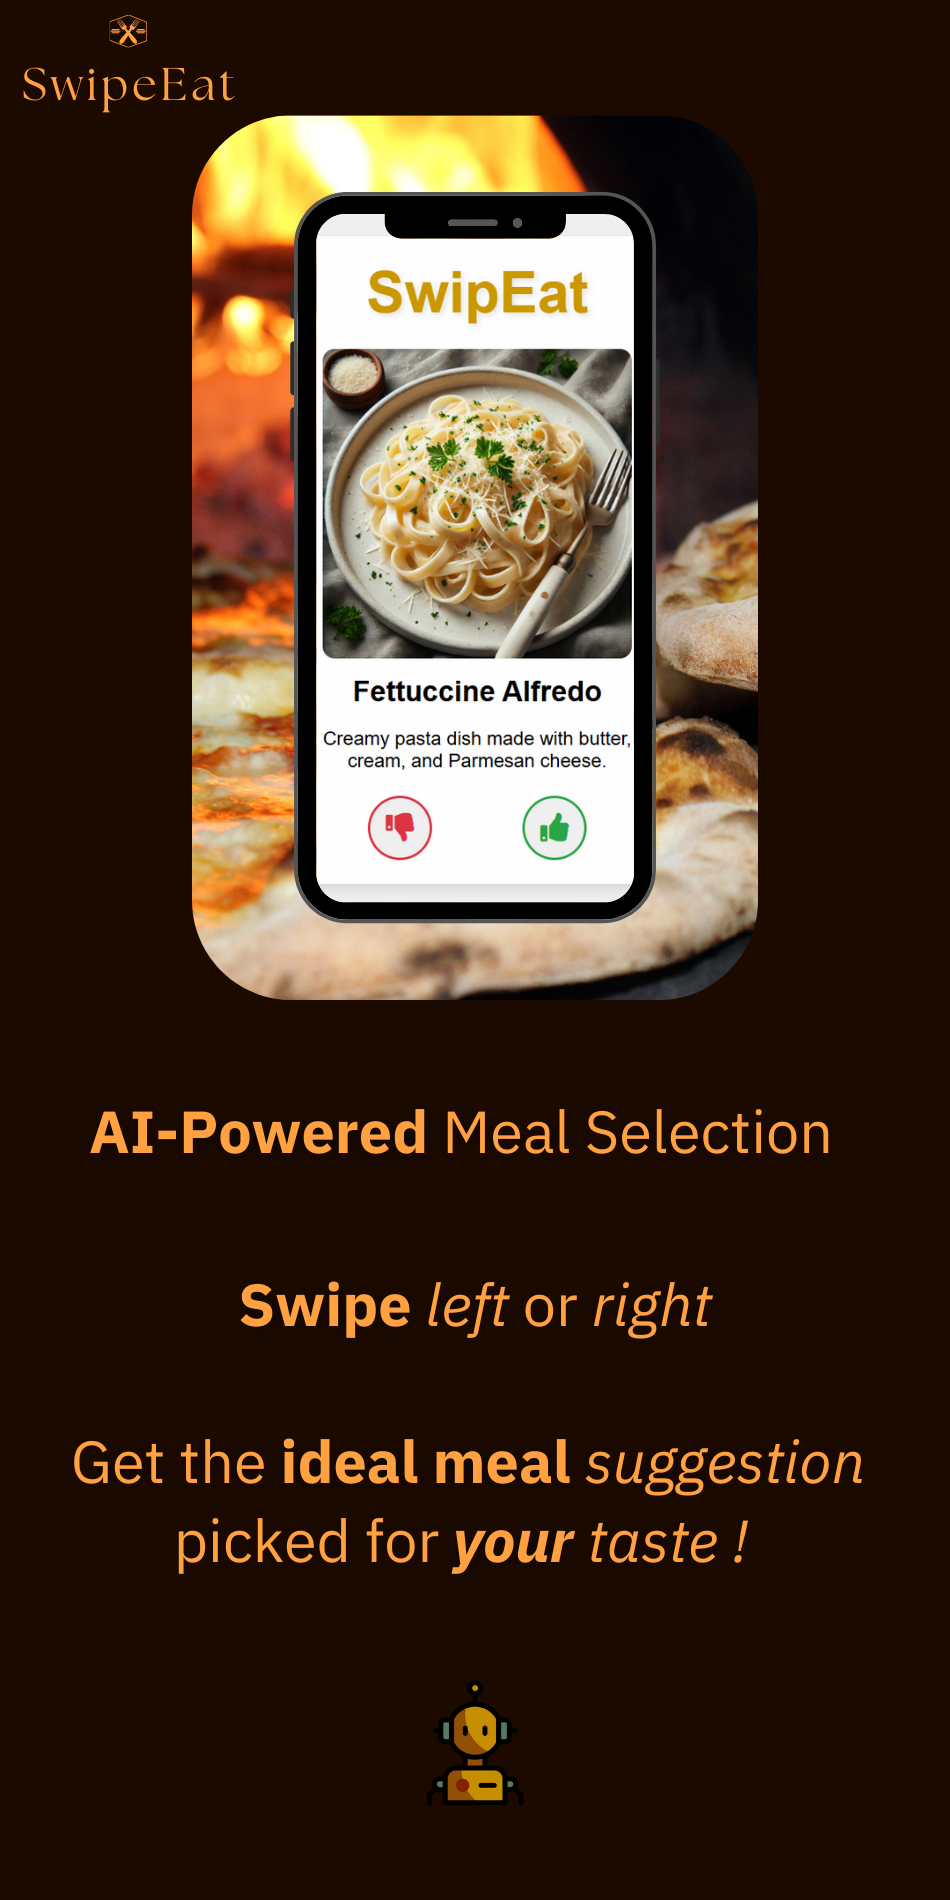 SwipeEat
SwipEat
Fettuccine Alfredo
Creamy pasta dish made with butter,
cream, and Parmesan cheese.
AI-Powered Meal Selection
Swipe left or right
Get the ideal meal suggestion
picked for your taste !